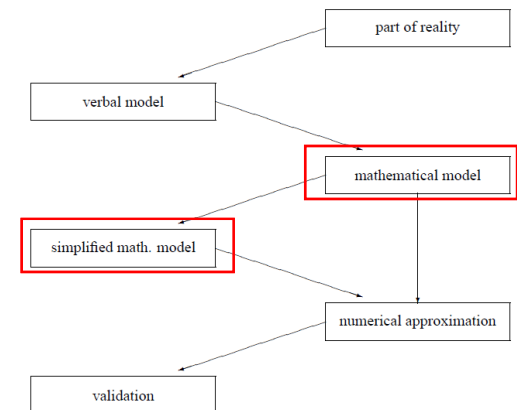 part of reality
verbal model
mathematical model
simplified math. model
numerical approximation
validation